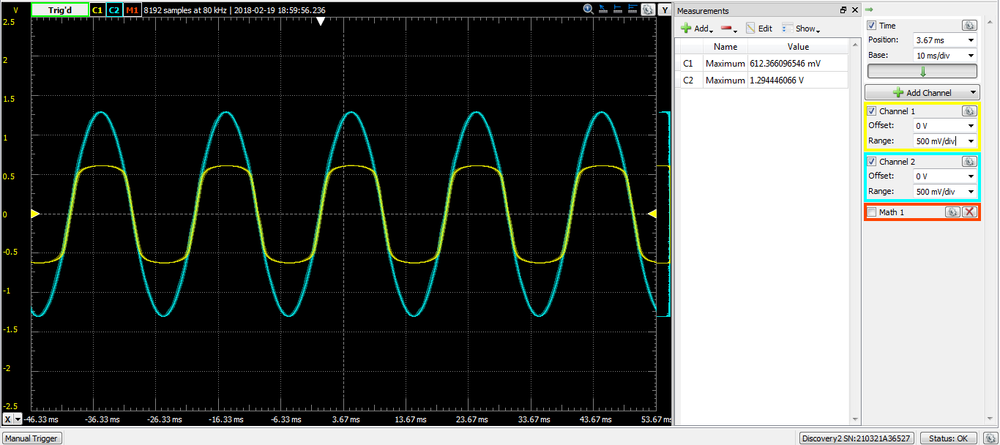 V Trig'd C1 C2 M1 8192 samples at 80 kHz | 2018-02-19 18:59:56.236 Y
2.5
2
1.5
1
0.5
0
-0.5
-1
-1.5
-2
-2.5
X -46.33 ms -36.33 ms -26.33 ms -16.33 ms -6.33 ms 3.67 ms 13.67 ms 23.67 ms 33.67 ms 43.67 ms 53.67 ms
Manual Trigger
Measurements
Add Edit Show
Name Value
C1 Maximum 612.366096546 mV
C2 Maximum 1.294446066 V
Time
Position: 3.67 ms
Base: 10 ms/div
Add Channel
Channel 1
Offset: 0 V
Range: 500 mV/div
Channel 2
Offset: 0 V
Range: 500 mV/div
Math 1
Discovery2 SN:210321A36527 Status: OK